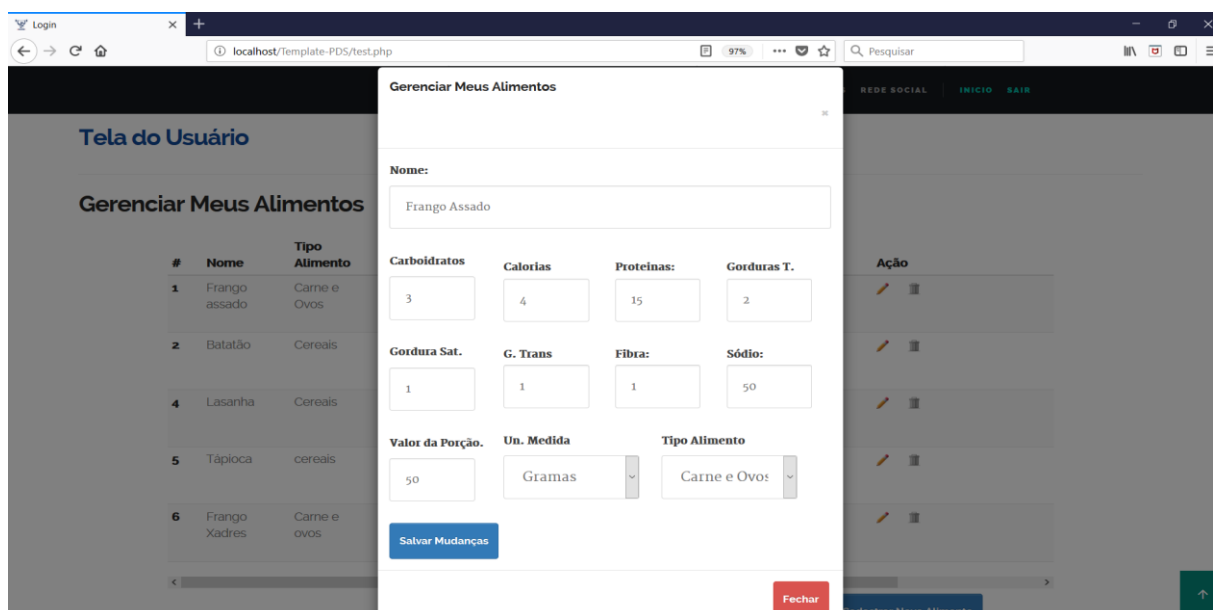 Login
localhost/Template-PDS/test.php
97%
Pesquisar
REDE SOCIAL
INICIO SAIR
Tela do Usuário
Gerenciar Meus Alimentos
# Nome Tipo Alimento Ação
1 Frango assado Carne e Ovos
2 Batatão Cereais
4 Lasanha Cereais
5 Tápioca cereais
6 Frango Xadres Carne e ovos
Gerenciar Meus Alimentos
×
Nome:
Frango Assado
Carboidratos Calorias Proteinas: Gorduras T.
3 4 15 2
Gordura Sat. G. Trans Fibra: Sódio:
1 1 1 50
Valor da Porção. Un. Medida Tipo Alimento
50 Gramas Carne e Ovos
Salvar Mudanças
Fechar